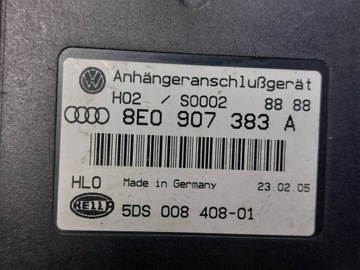 Anhängeranschlußgerät
H02 / S0002 88 88
8E0 907 383 A
HLO Made in Germany 23.02.05
HELLA 5DS 008 408-01